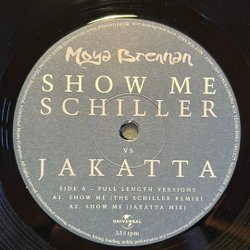 Moya Brennan
SHOW ME
SCHILLER
vs
JAKATTA
SIDE A - FULL LENGTH VERSIONS
A1. SHOW ME (THE SCHILLER REMIX)
A2. SHOW ME (JAKATTA MIX)
UNIVERSAL
33⅓ rpm